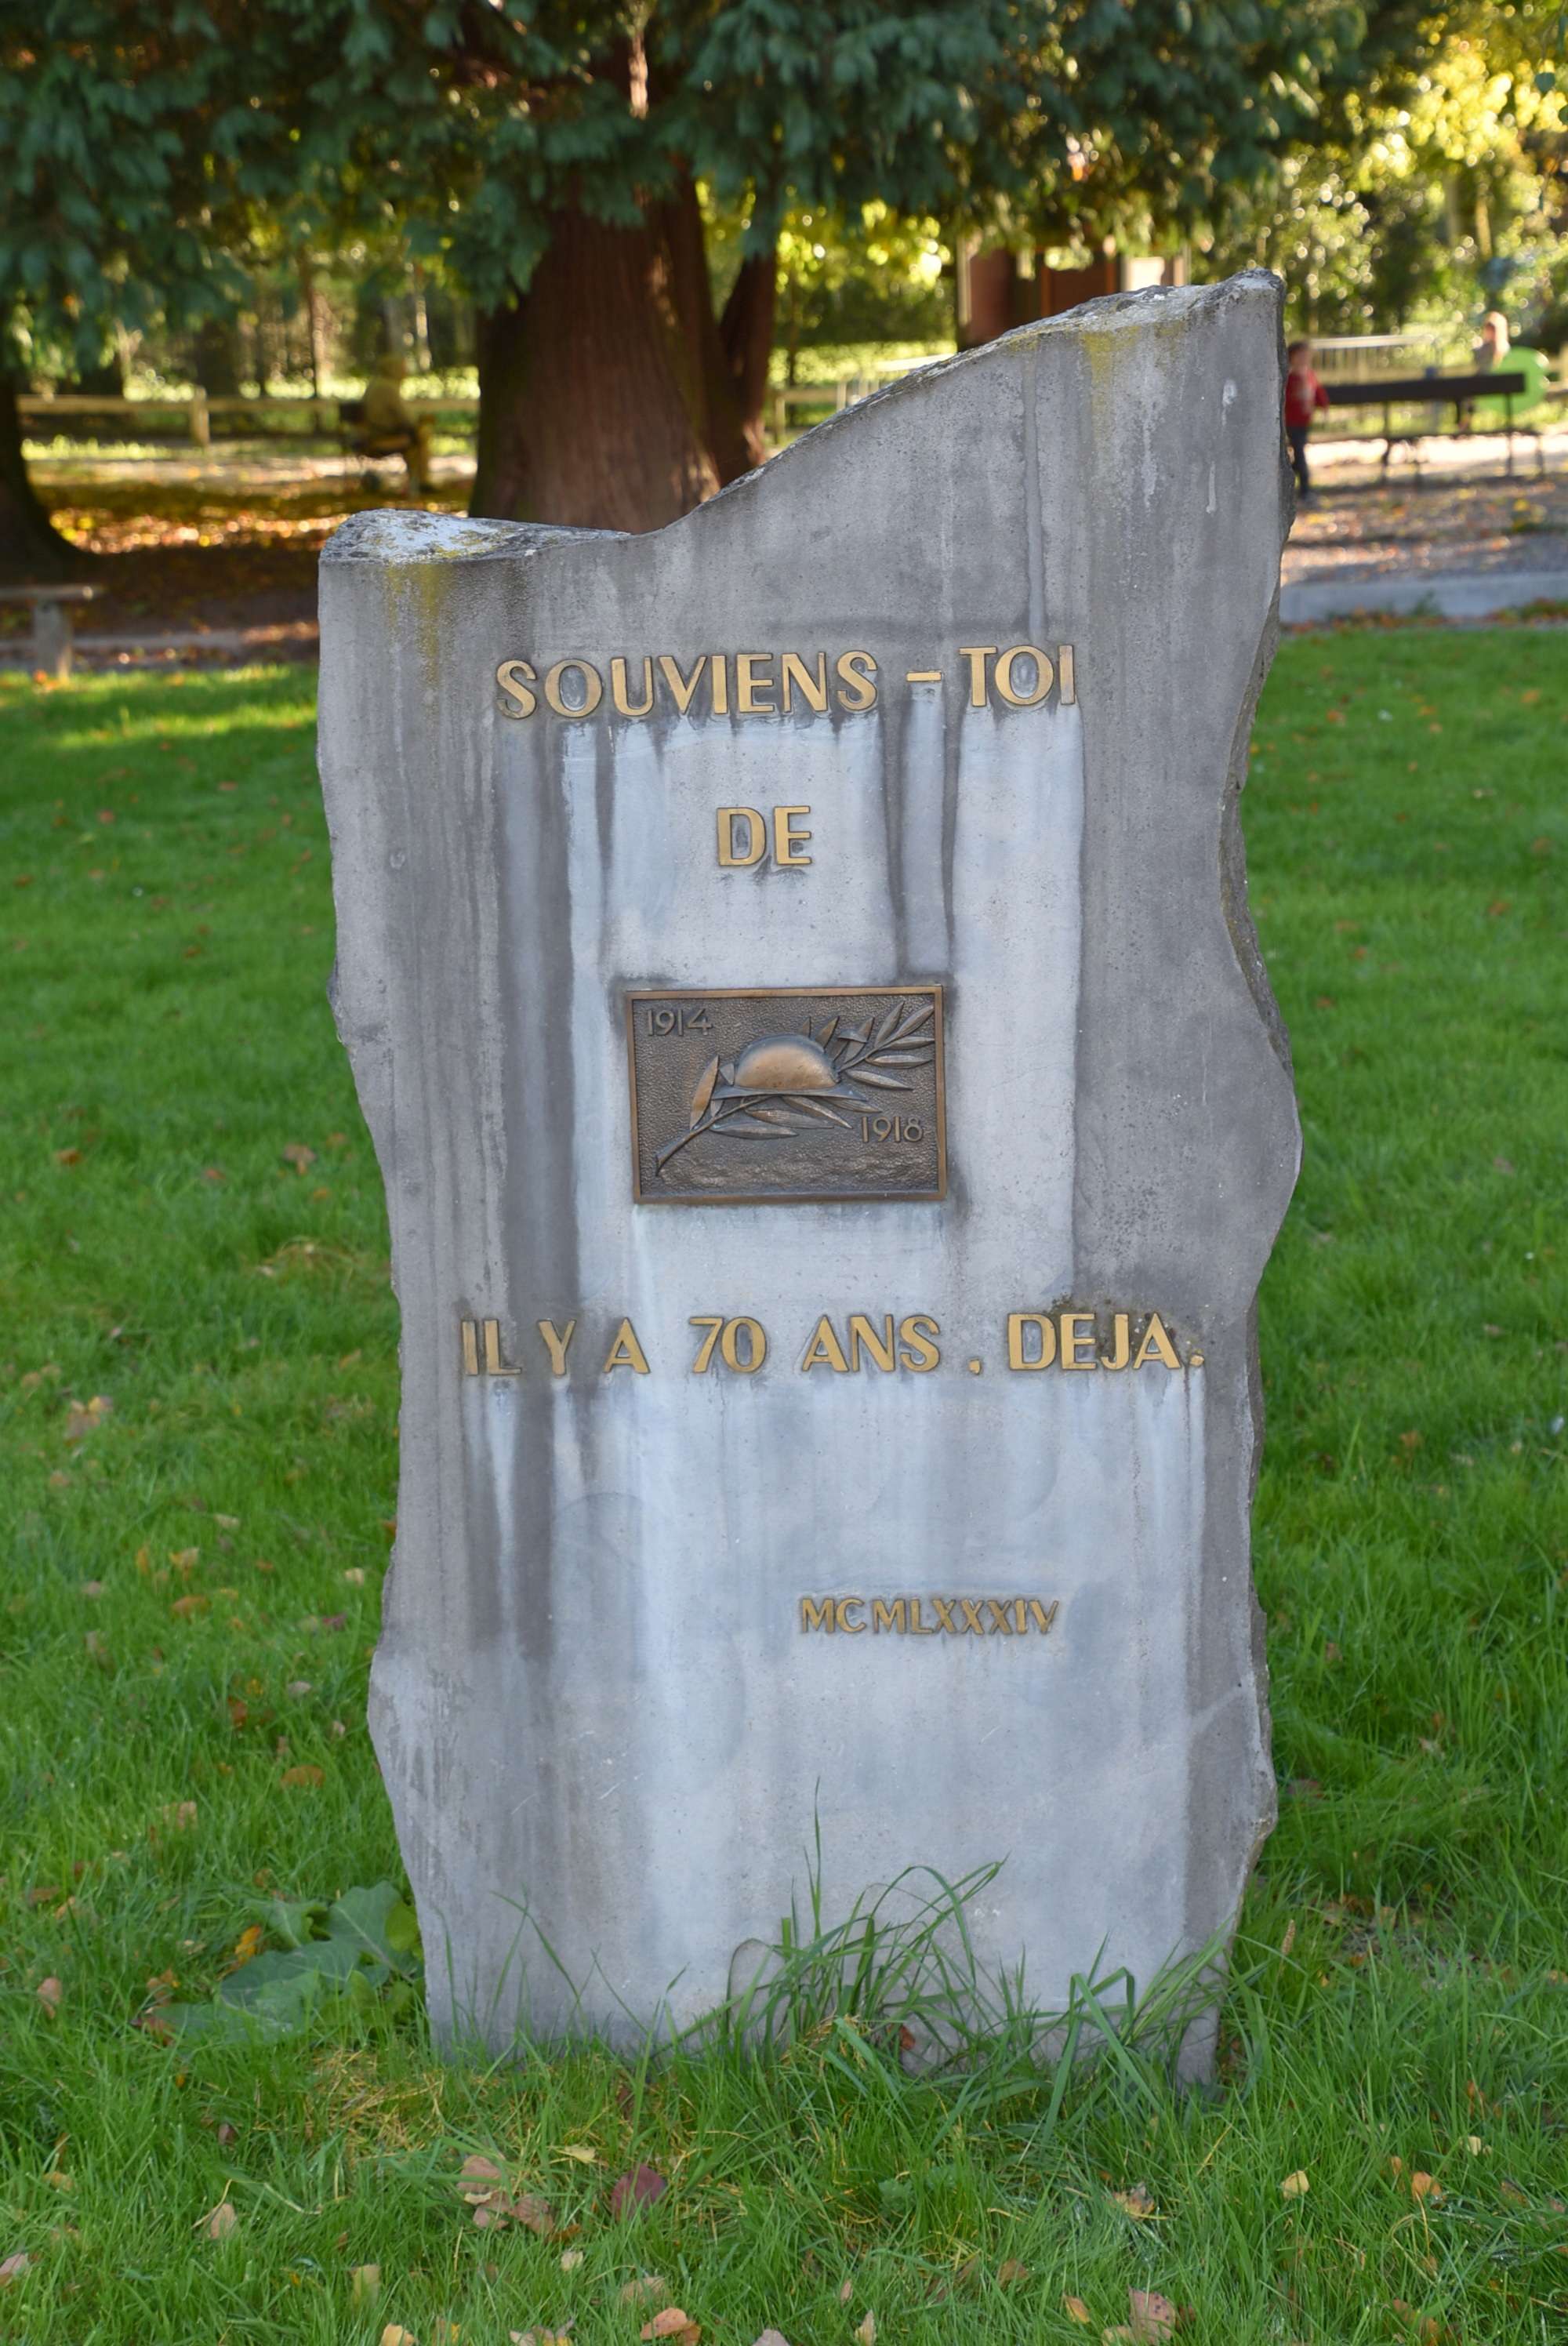 SOUVIENS - TOI
DE
1914
1918
IL Y A 70 ANS . DEJA.
MCMLXXXIV